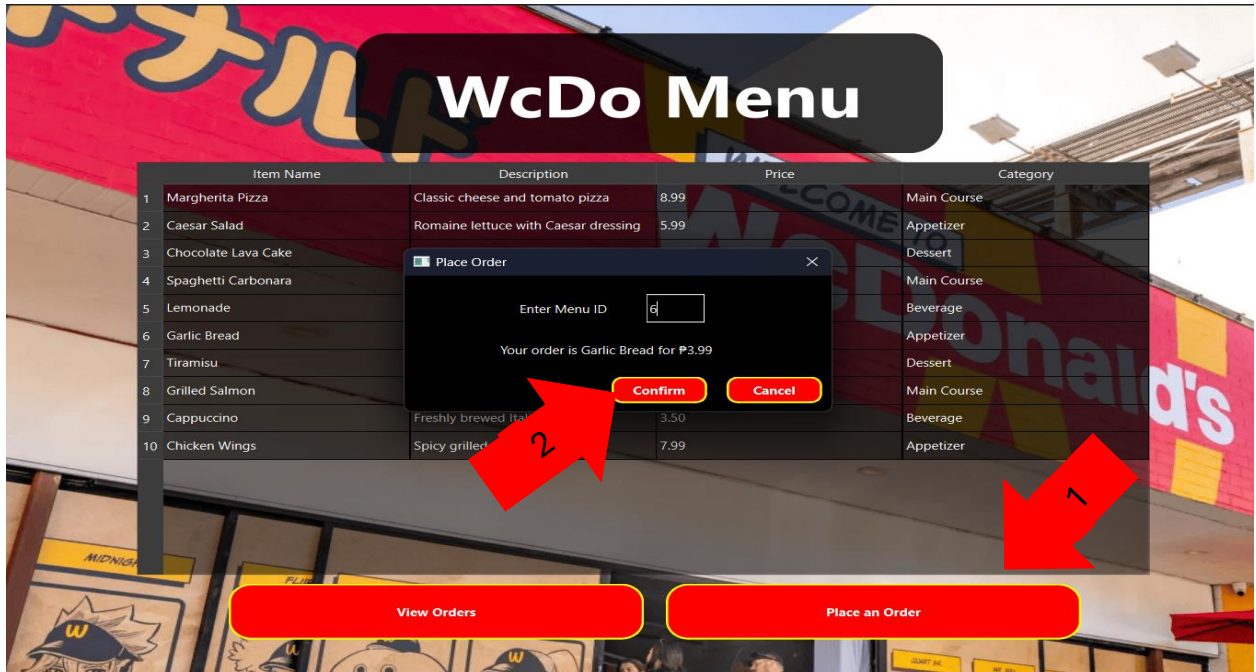 ナルド
WcDo Menu
WELCOME TO
WcDonald's
Item Name Description Price Category
1 Margherita Pizza Classic cheese and tomato pizza 8.99 Main Course
2 Caesar Salad Romaine lettuce with Caesar dressing 5.99 Appetizer
3 Chocolate Lava Cake Dessert
4 Spaghetti Carbonara Main Course
5 Lemonade Beverage
6 Garlic Bread Appetizer
7 Tiramisu Dessert
8 Grilled Salmon Main Course
9 Cappuccino Freshly brewed 3.50 Beverage
10 Chicken Wings Spicy grilled 7.99 Appetizer
Place Order
Enter Menu ID 6
Your order is Garlic Bread for ₱3.99
Confirm Cancel
2
1
View Orders Place an Order
W
W